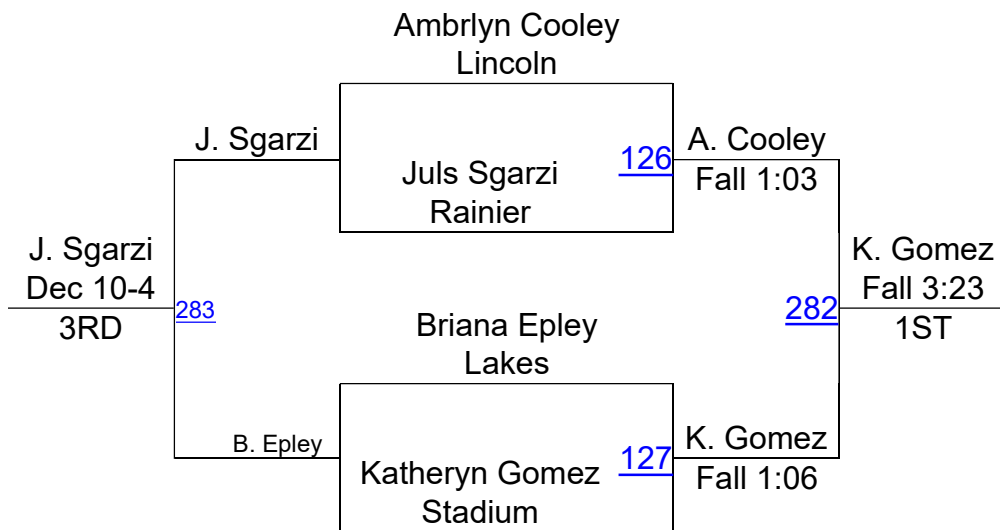 Ambrlyn Cooley
Lincoln
J. Sgarzi
126
A. Cooley
Juls Sgarzi
Rainier
Fall 1:03
J. Sgarzi
Dec 10-4
3RD
283
K. Gomez
Fall 3:23
1ST
282
Briana Epley
Lakes
B. Epley
127
K. Gomez
Katheryn Gomez
Stadium
Fall 1:06